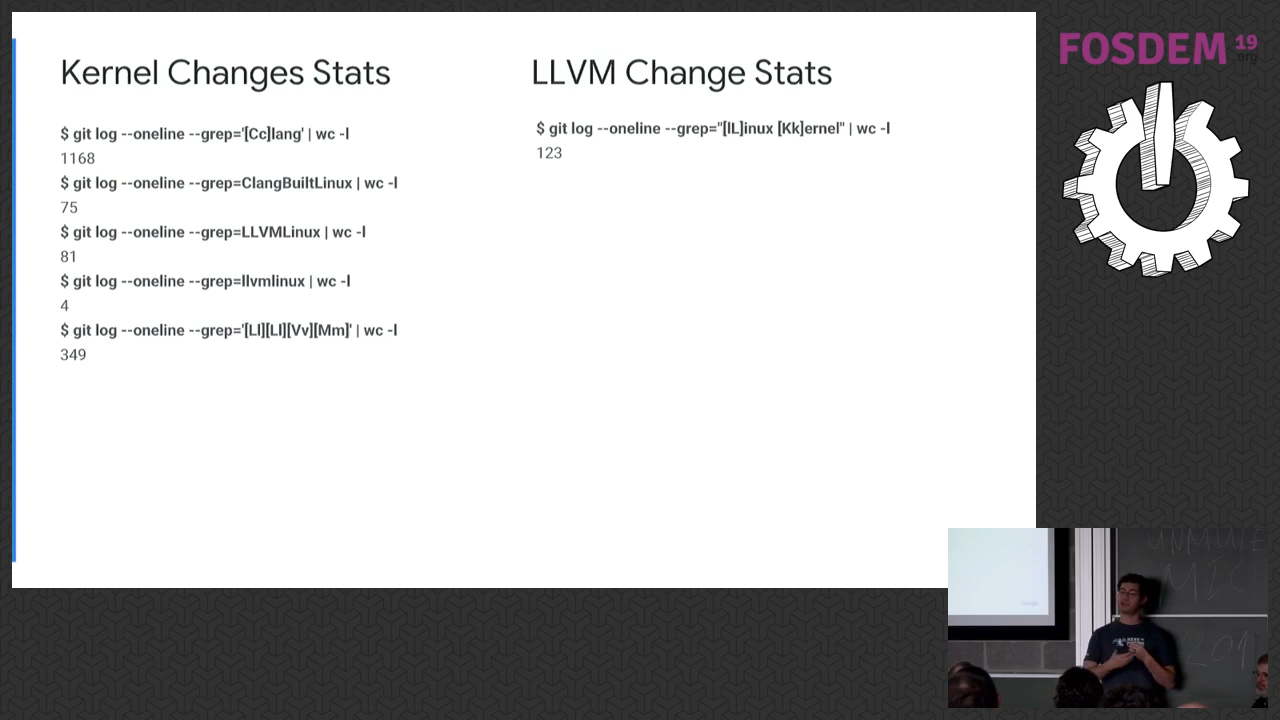 Kernel Changes Stats
$ git log --oneline --grep='[Cc]lang' | wc -l
1168
$ git log --oneline --grep=ClangBuiltLinux | wc -l
75
$ git log --oneline --grep=LLVMLinux | wc -l
81
$ git log --oneline --grep=llvmlinux | wc -l
4
$ git log --oneline --grep='[Ll][Ll][Vv][Mm]' | wc -l
349
LLVM Change Stats
$ git log --oneline --grep="[lL]inux [Kk]ernel" | wc -l
123
FOSDEM 19
.org
UNMUTE
MIC
Google